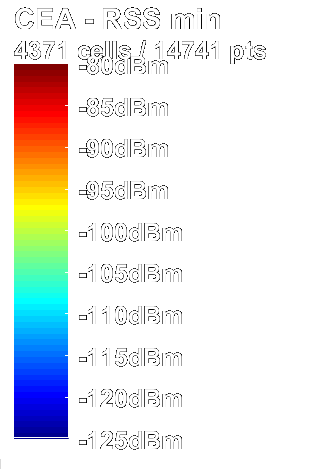 CEA - RSS min
4371 cells / 14741 pts
-80dBm
-85dBm
-90dBm
-95dBm
-100dBm
-105dBm
-110dBm
-115dBm
-120dBm
-125dBm